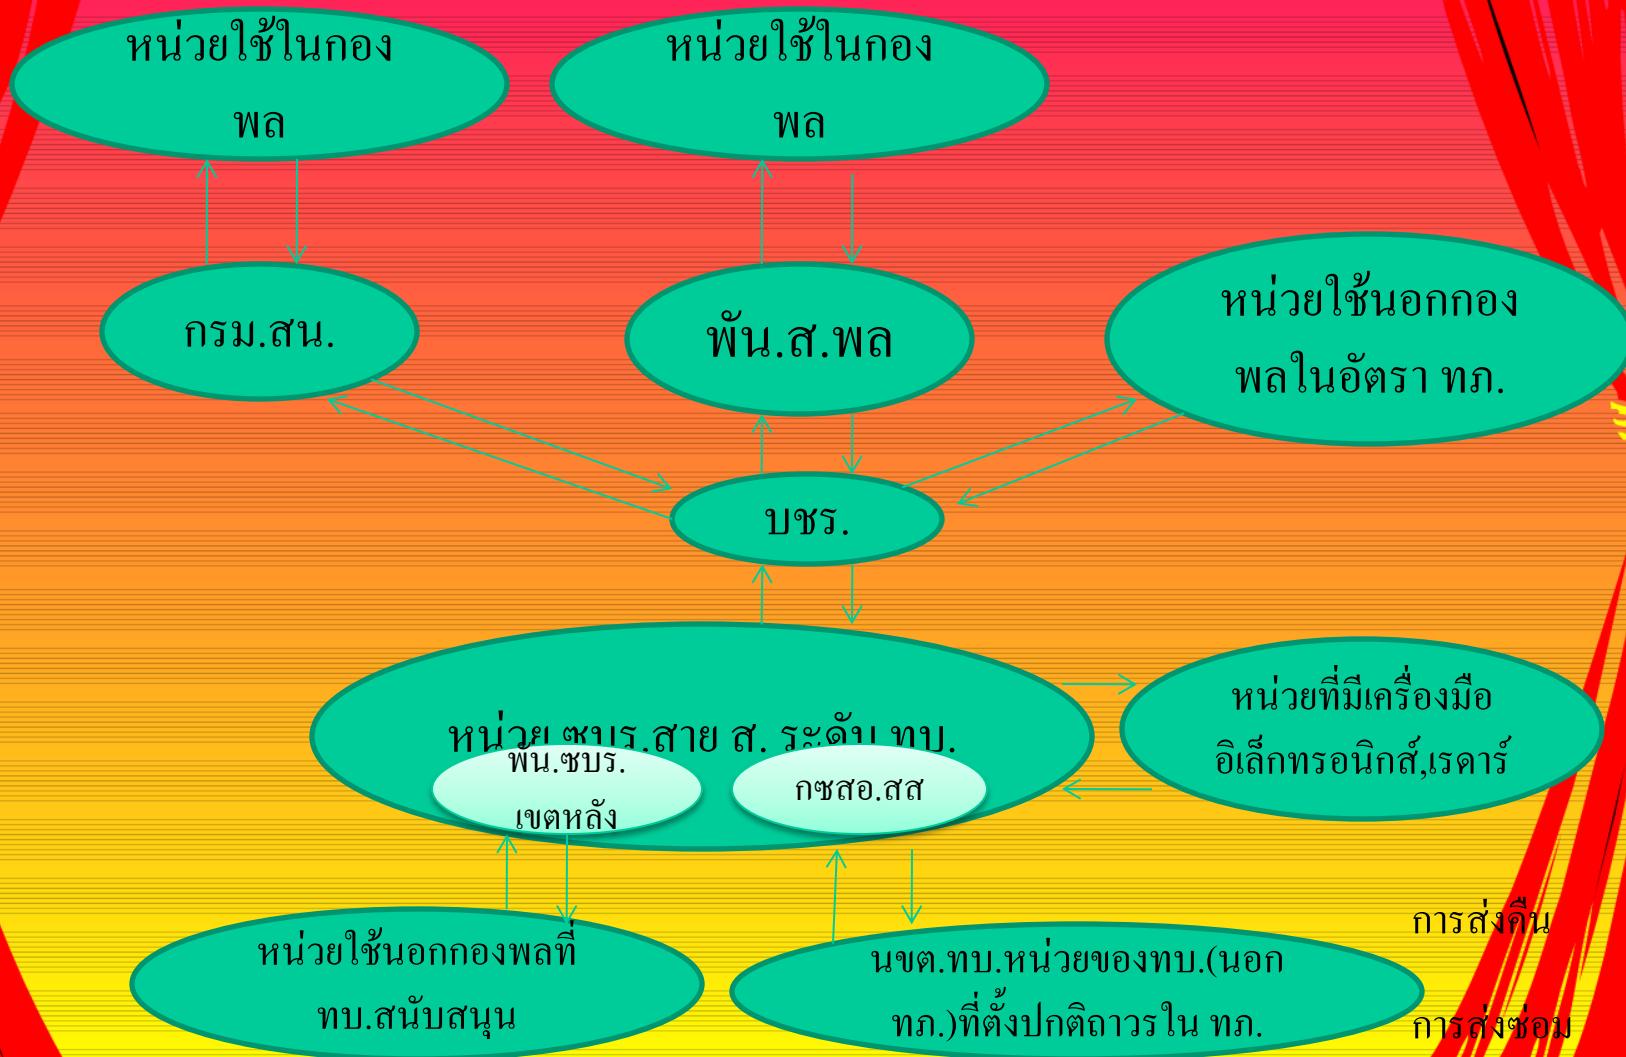 หน่วยใช้ในกอง
พล
หน่วยใช้ในกอง
พล
กรม.สน.
พัน.ส.พล
หน่วยใช้นอกกอง
พลในอัตรา ทภ.
บชร.
หน่วย ซบร.สาย ส. ระดับ ทบ.
พัน.ซบร.
เขตหลัง
กซสอ.สส
หน่วยที่มีเครื่องมือ
อิเล็กทรอนิกส์,เรดาร์
หน่วยใช้นอกกองพลที่
ทบ.สนับสนุน
นขต.ทบ.หน่วยของทบ.(นอก
ทภ.)ที่ตั้งปกติถาวรใน ทภ.
การส่งคืน
การส่งซ่อม